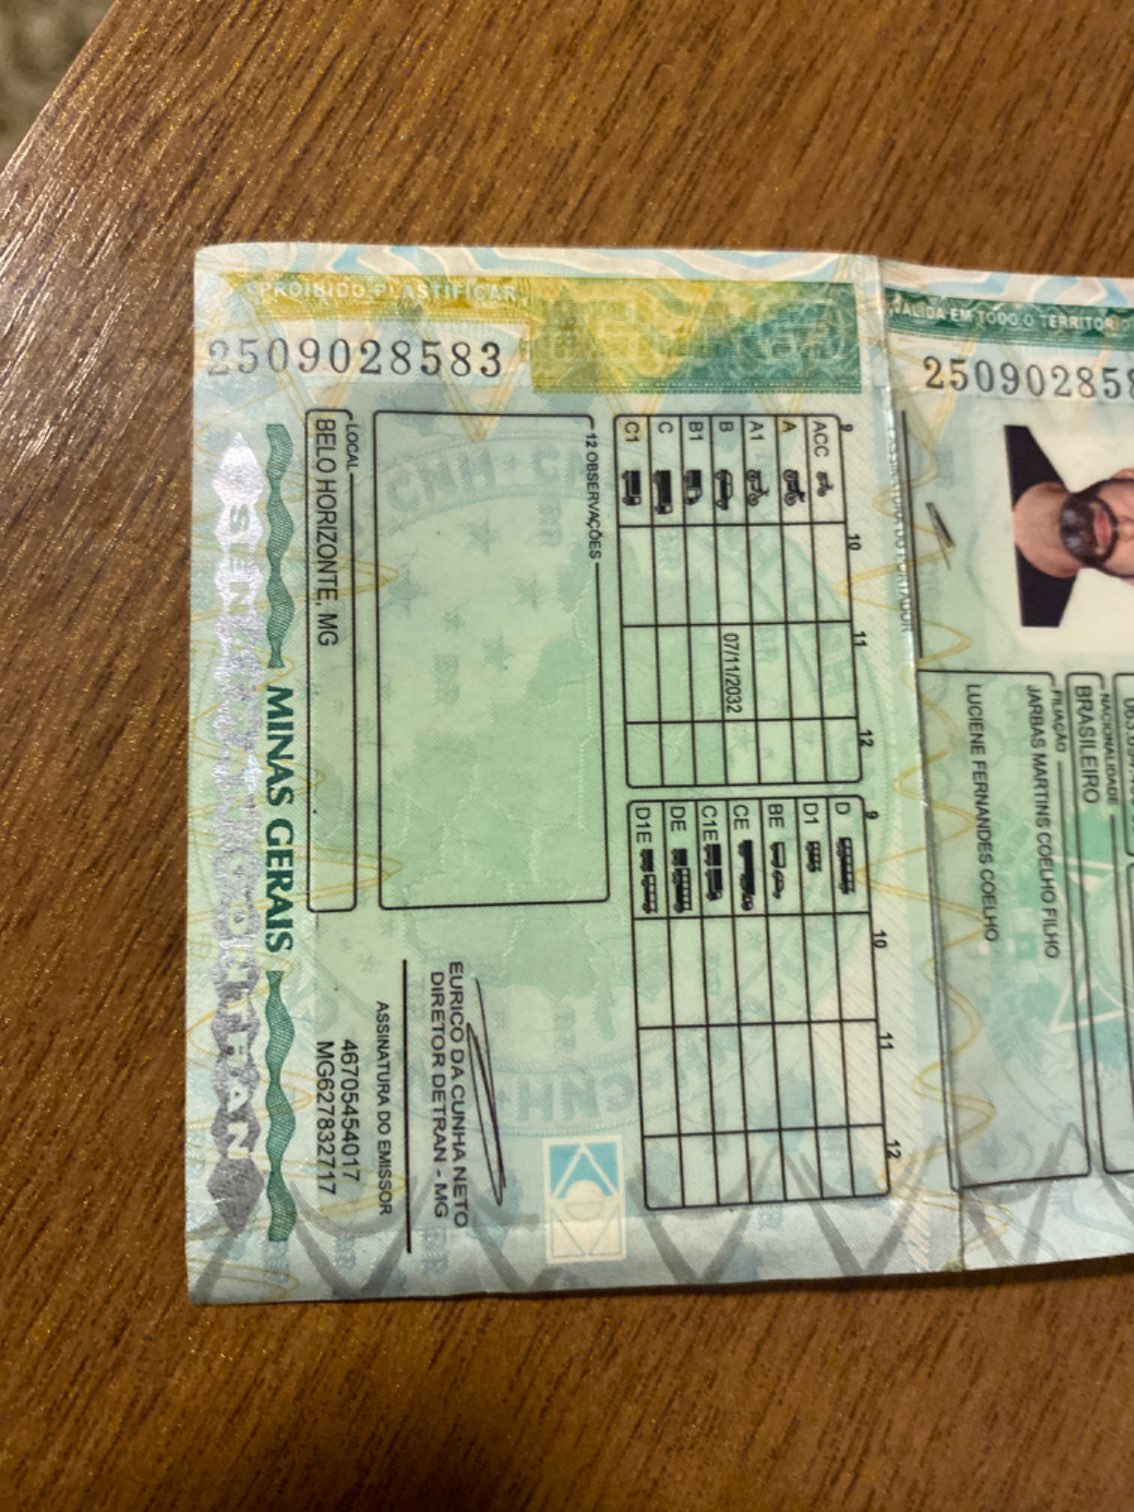 PROIBIDO PLASTIFICAR
2509028583
9 10 11 12
ACC
A
A1
B 07/11/2032
B1
C
C1
9 10 11 12
D
D1
BE
CE
C1E
DE
D1E
12 OBSERVAÇÕES
LOCAL
BELO HORIZONTE, MG
EURICO DA CUNHA NETO
DIRETOR DETRAN - MG
ASSINATURA DO EMISSOR
46705454017
MG627832717
MINAS GERAIS
VÁLIDA EM TODO O TERRITÓRIO
250902858
NACIONALIDADE
BRASILEIRO
FILIAÇÃO
JARBAS MARTINS COELHO FILHO
LUCIENE FERNANDES COELHO